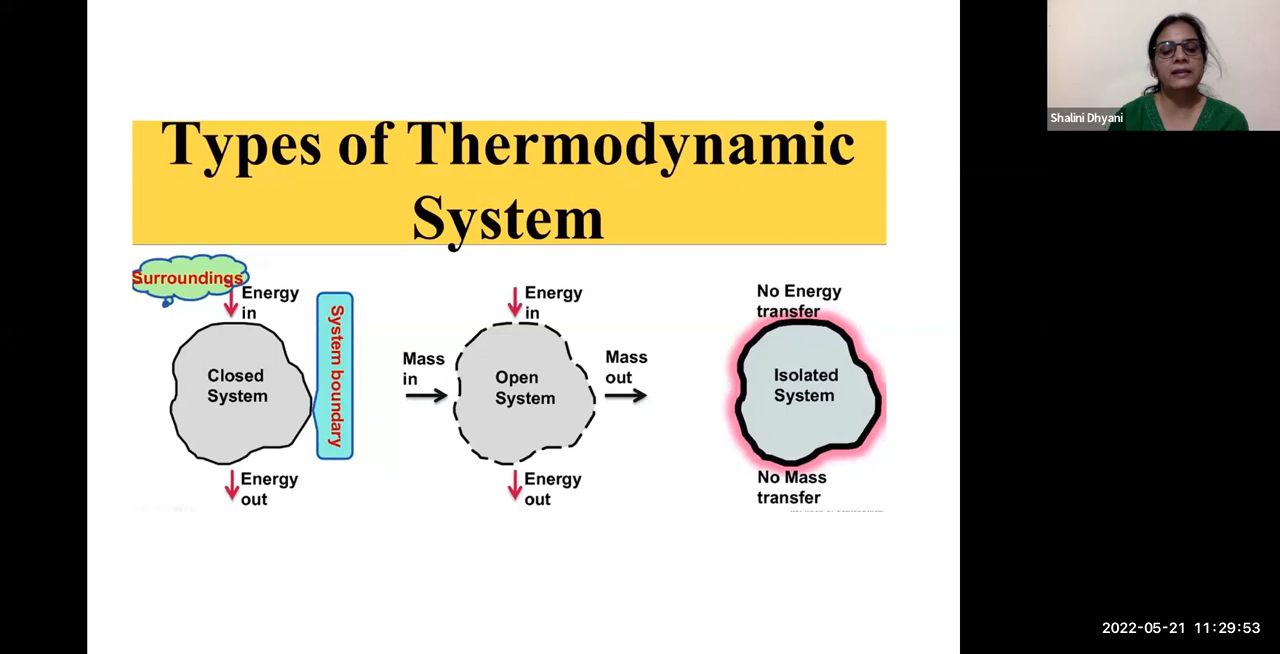 Shalini Dhyani
Types of Thermodynamic
System
Surroundings
Energy
in
Closed
System
System boundary
Energy
out
Mass
in
Energy
in
Open
System
Mass
out
Energy
out
No Energy
transfer
Isolated
System
No Mass
transfer
2022-05-21 11:29:53